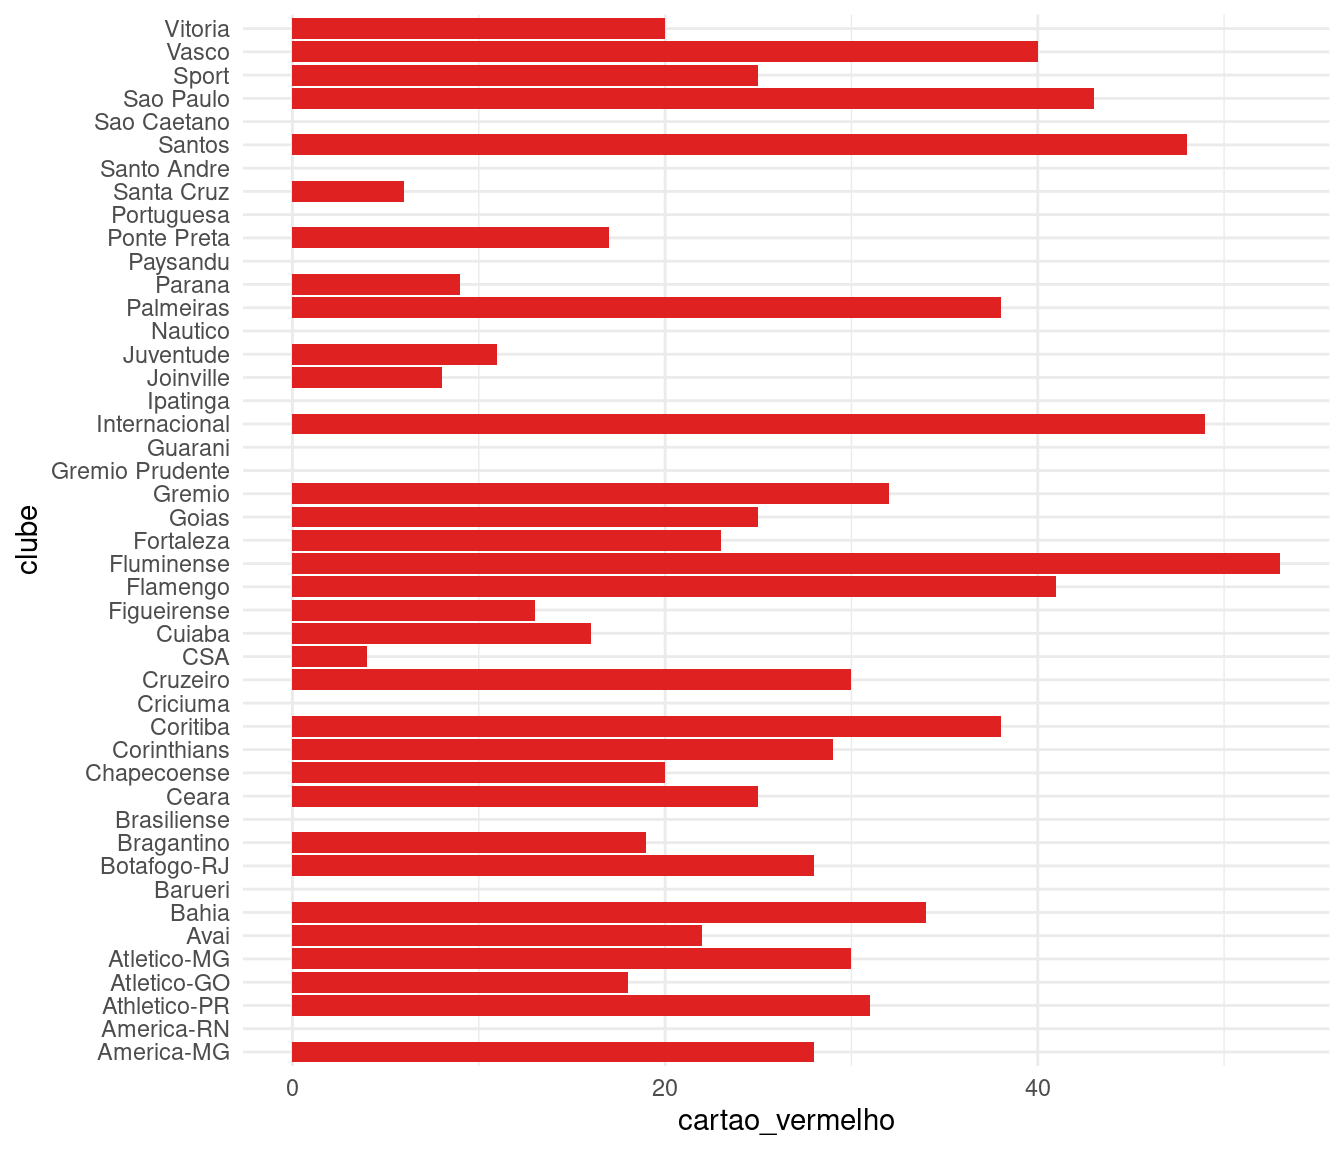 Vitoria
Vasco
Sport
Sao Paulo
Sao Caetano
Santos
Santo Andre
Santa Cruz
Portuguesa
Ponte Preta
Paysandu
Parana
Palmeiras
Nautico
Juventude
Joinville
Ipatinga
Internacional
Guarani
Gremio Prudente
Gremio
Goias
Fortaleza
Fluminense
Flamengo
Figueirense
Cuiaba
CSA
Cruzeiro
Criciuma
Coritiba
Corinthians
Chapecoense
Ceara
Brasiliense
Bragantino
Botafogo-RJ
Barueri
Bahia
Avai
Atletico-MG
Atletico-GO
Athletico-PR
America-RN
America-MG
clube
0 20 40
cartao_vermelho